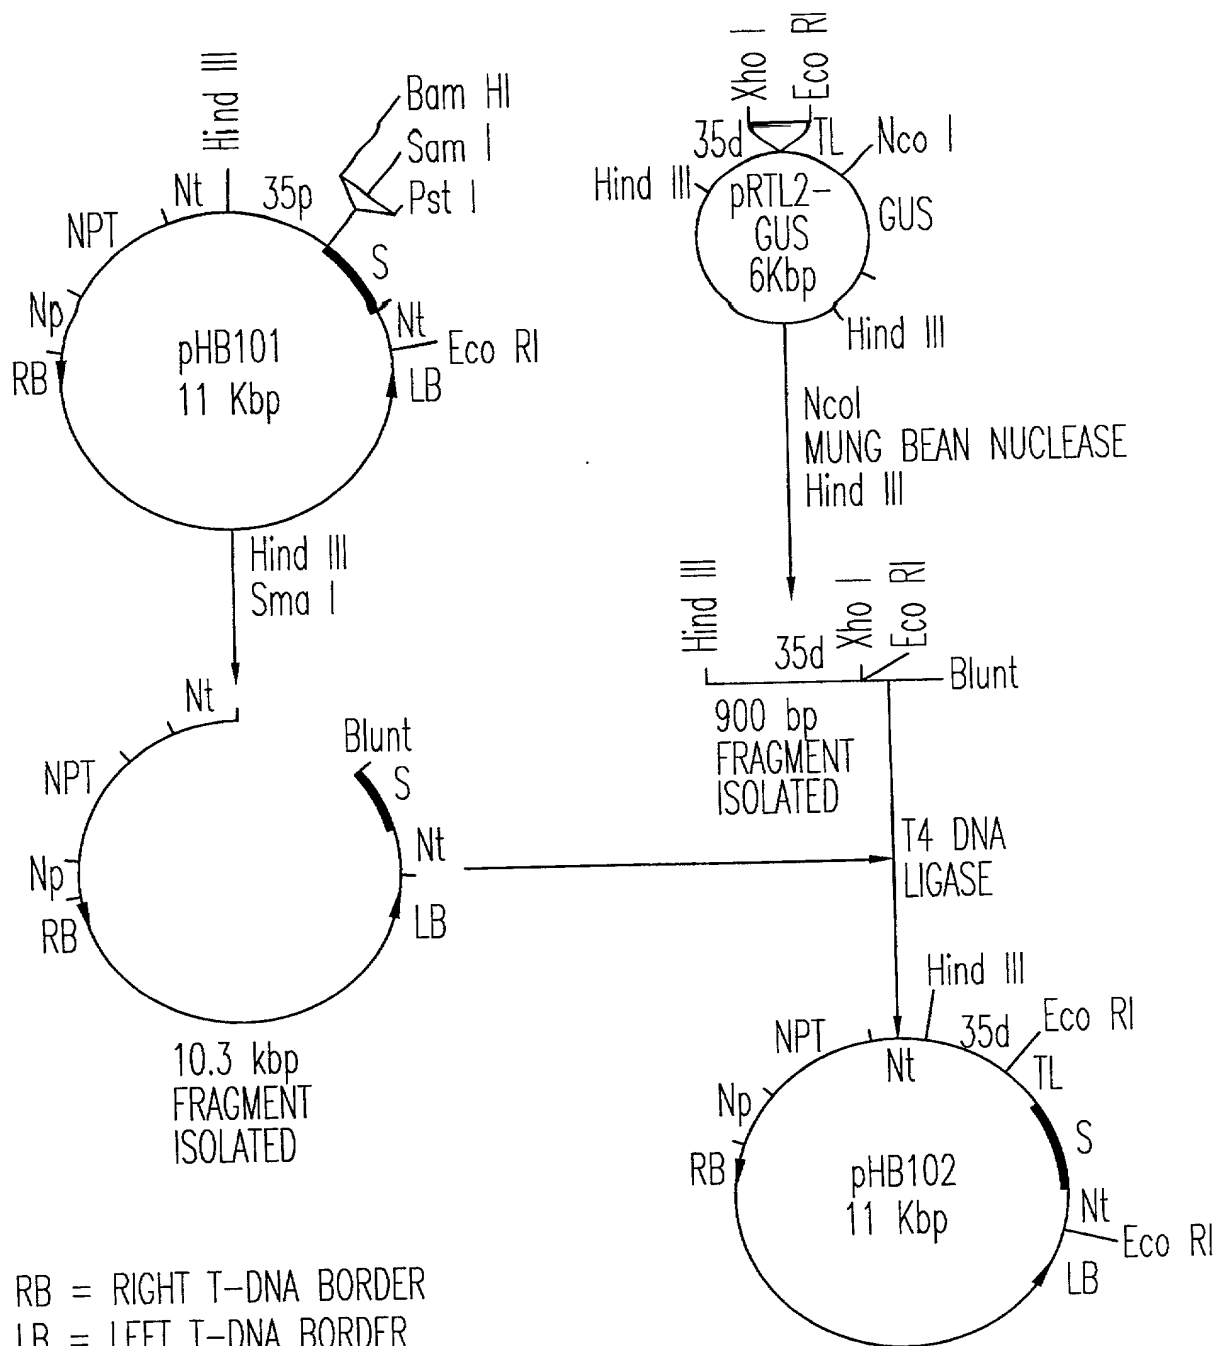 Hind III
Bam HI
Sam I
Pst I
Nt
35p
NPT
S
Np
Nt
Eco RI
RB
LB
pHB101
11 Kbp
Hind III
Sma I
Xho I
Eco RI
35d
TL
Nco I
Hind III
pRTL2-
GUS
6Kbp
GUS
Hind III
NcoI
MUNG BEAN NUCLEASE
Hind III
Hind III
35d
Xho I
Eco RI
Blunt
900 bp
FRAGMENT
ISOLATED
Nt
Blunt
NPT
S
Nt
Np
RB
LB
10.3 kbp
FRAGMENT
ISOLATED
T4 DNA
LIGASE
Hind III
NPT
Nt
35d
Eco RI
TL
Np
S
RB
pHB102
11 Kbp
Nt
Eco RI
LB
RB = RIGHT T-DNA BORDER
LB = LEFT T-DNA BORDER